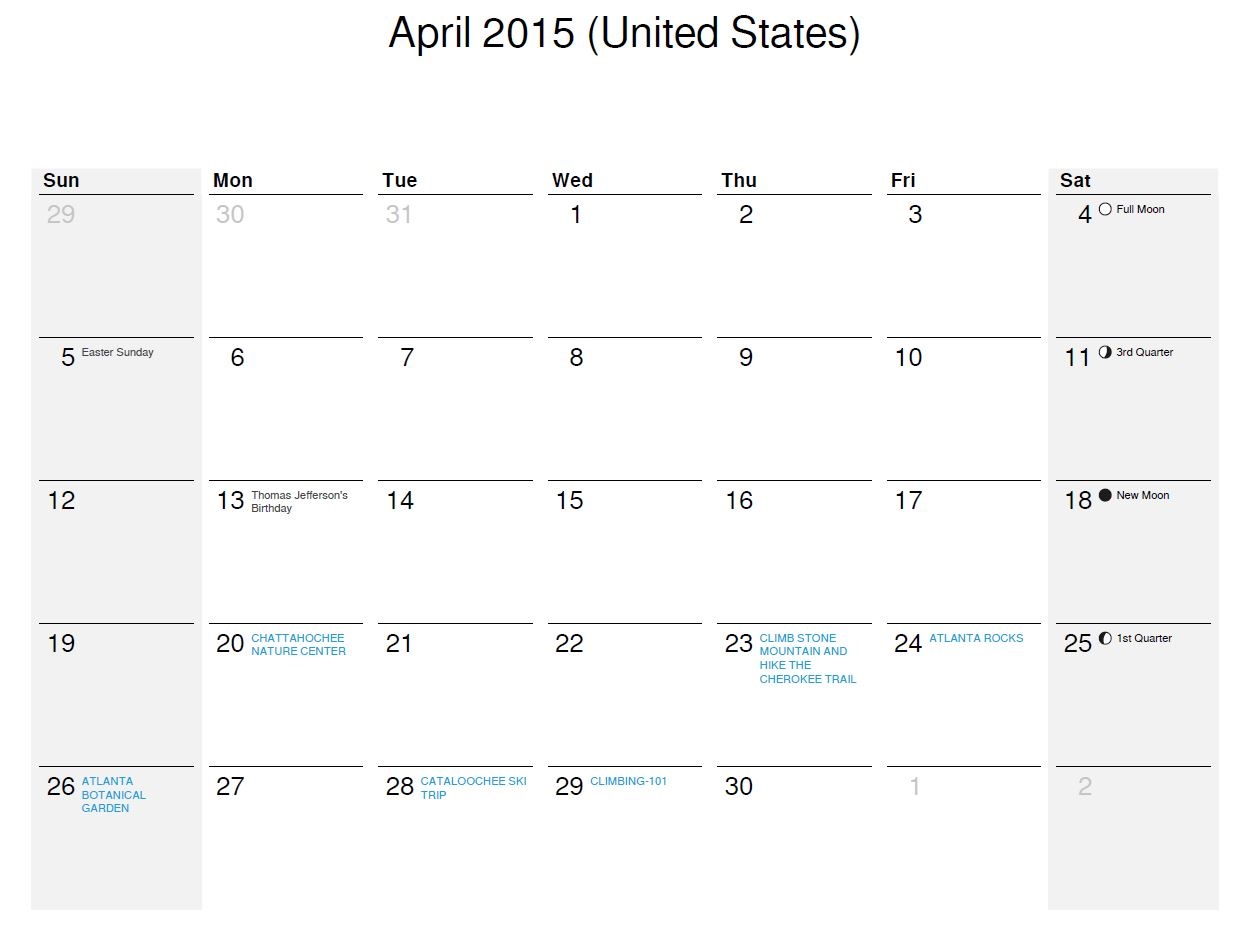 April 2015 (United States)
Sun Mon Tue Wed Thu Fri Sat
29 30 31 1 2 3 4 Full Moon
5 Easter Sunday 6 7 8 9 10 11 3rd Quarter
12 13 Thomas Jefferson's 14 15 16 17 18 New Moon
Birthday
19 20 CHATTAHOCHEE 21 22 23 CLIMB STONE 24 ATLANTA ROCKS 25 1st Quarter
NATURE CENTER MOUNTAIN AND
HIKE THE
CHEROKEE TRAIL
26 ATLANTA 27 28 CATALOOCHEE SKI 29 CLIMBING-101 30 1 2
BOTANICAL TRIP
GARDEN